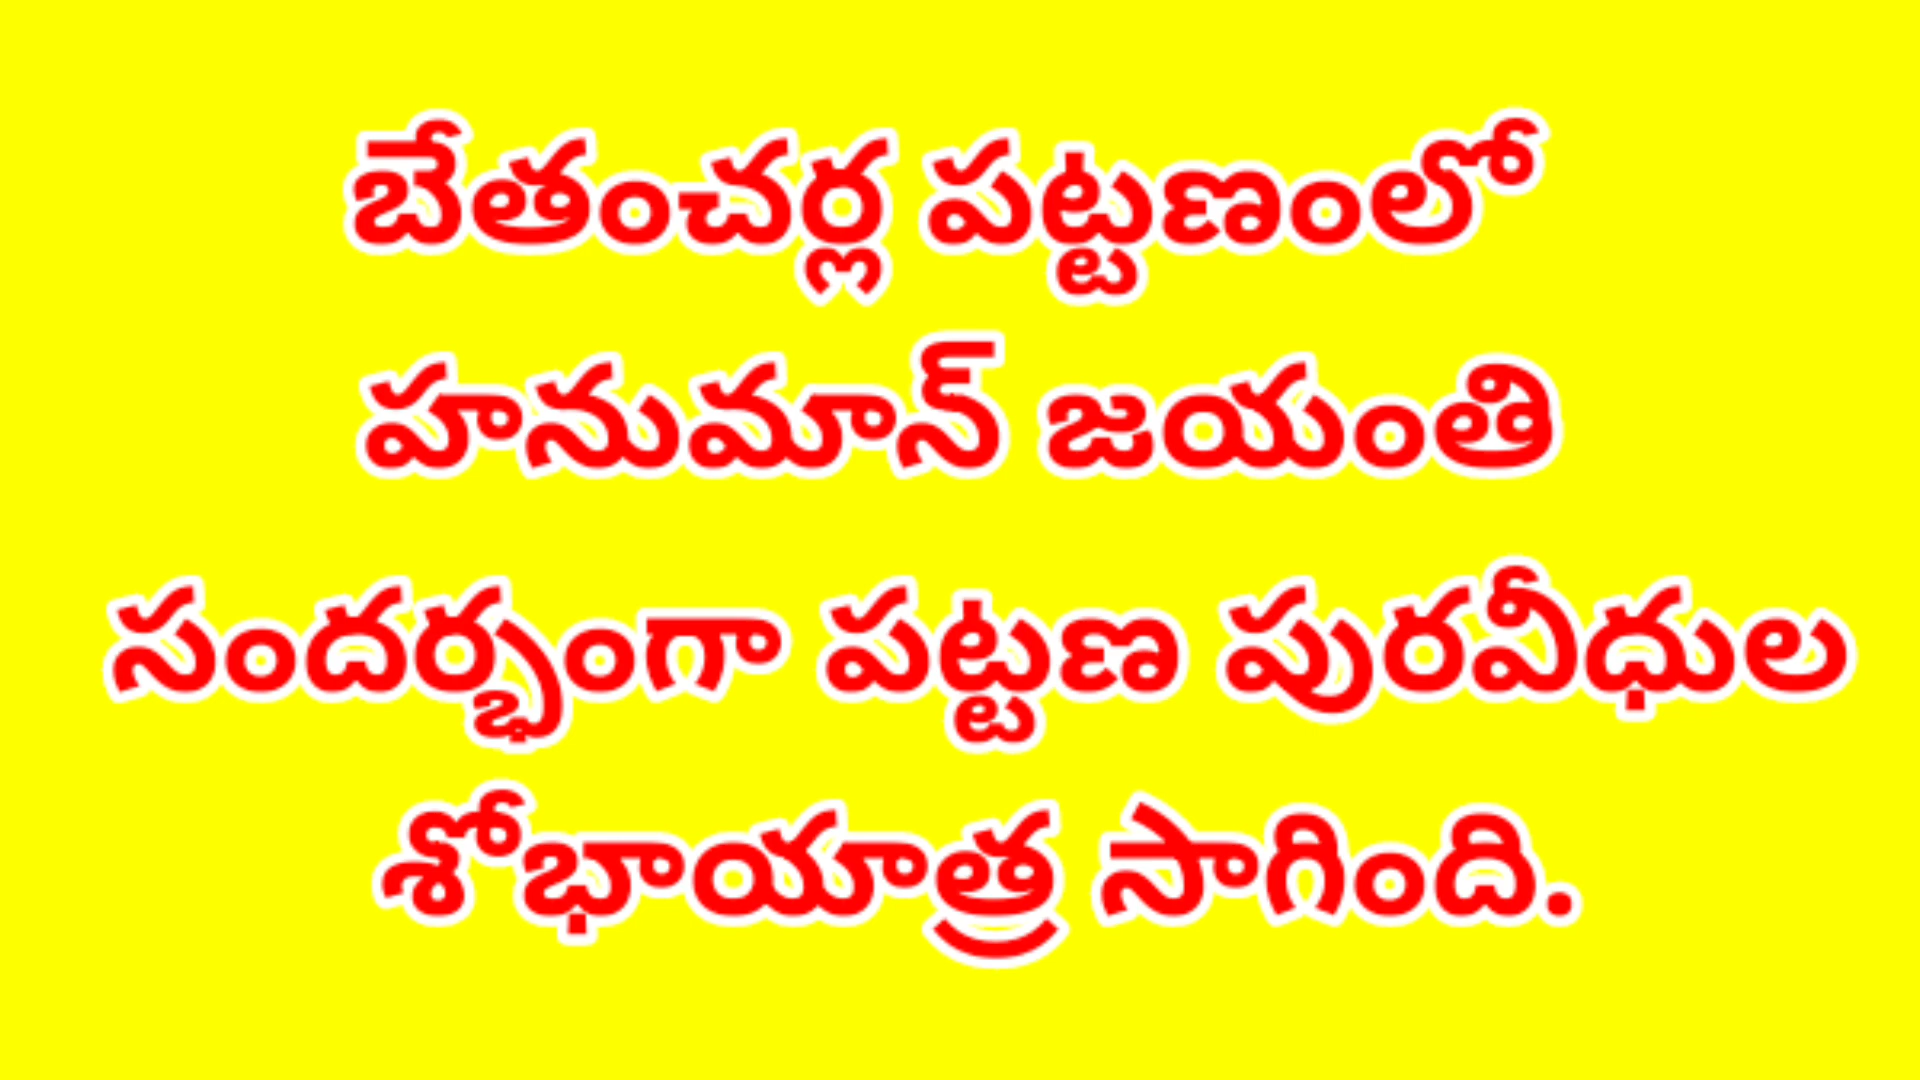 బేతంచర్ల పట్టణంలో
హనుమాన్ జయంతి
సందర్భంగా పట్టణ పురవీధుల
శోభాయాత్ర సాగింది.